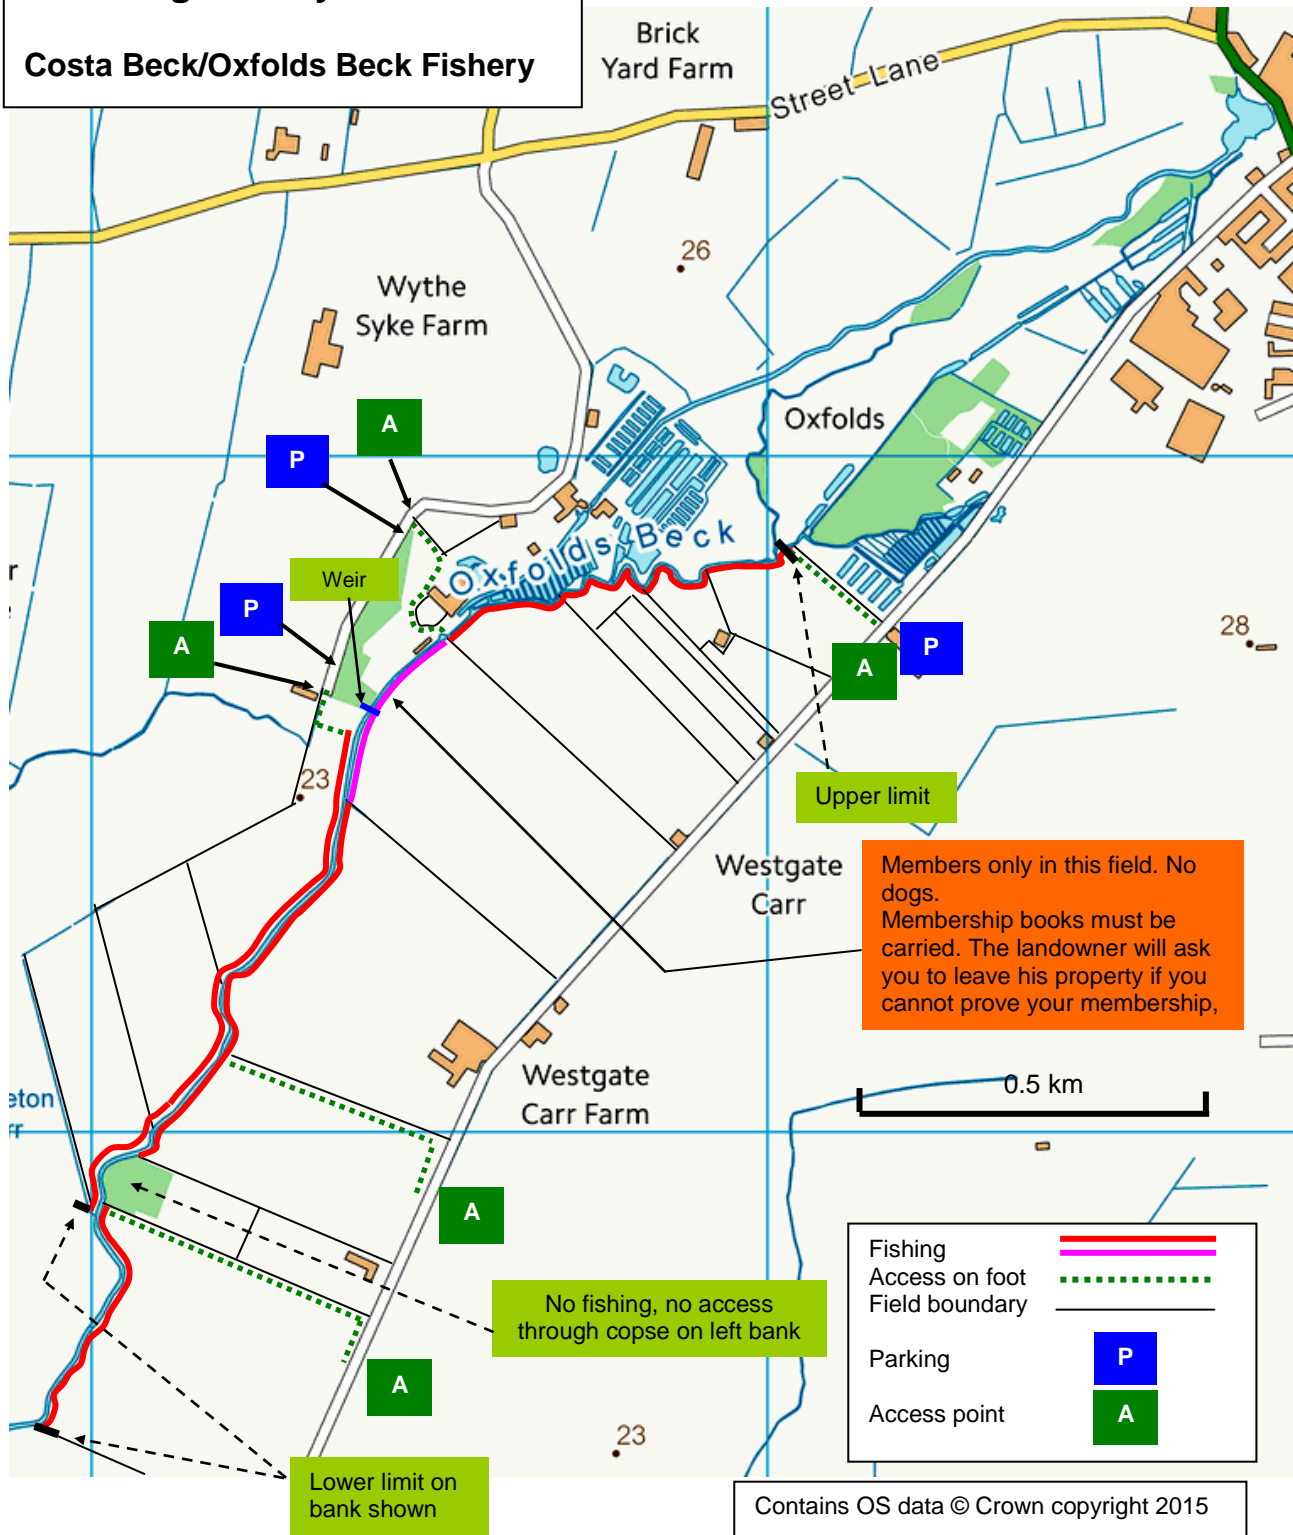 Costa Beck/Oxfolds Beck Fishery
Brick
Yard Farm
Street Lane
26
Wythe
Syke Farm
A
P
Oxfolds
Oxfolds Beck
Weir
P
A
28
P
A
23
Upper limit
Westgate
Carr
Members only in this field. No
dogs.
Membership books must be
carried. The landowner will ask
you to leave his property if you
cannot prove your membership,
Westgate
Carr Farm
0.5 km
eton
A
No fishing, no access
through copse on left bank
A
Fishing
Access on foot
Field boundary
Parking
P
Access point
A
23
Lower limit on
bank shown
Contains OS data © Crown copyright 2015